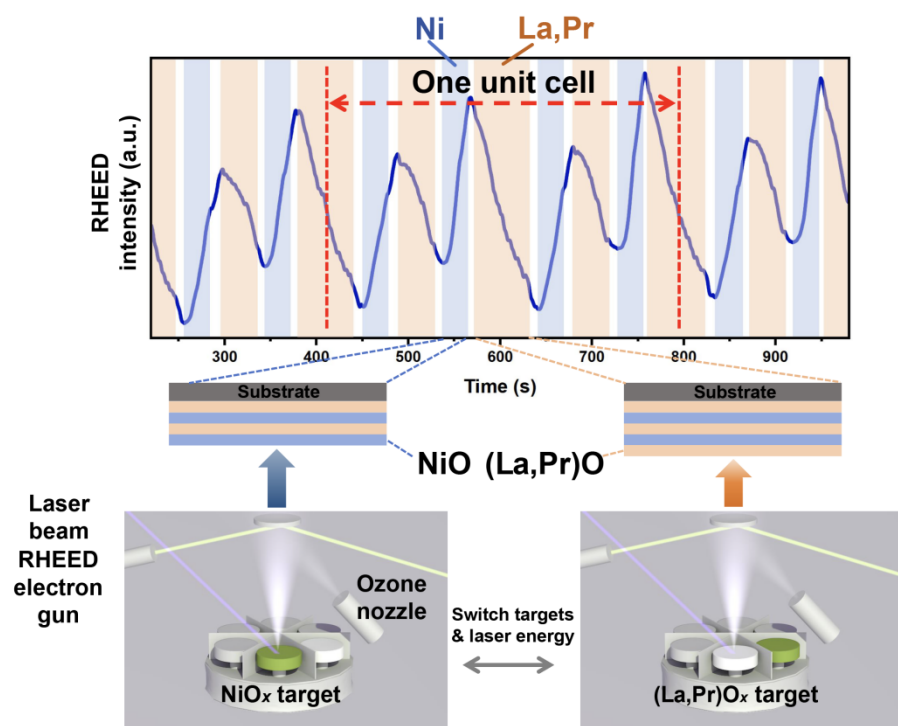 Ni
La,Pr
One unit cell
RHEED
intensity (a.u.)
300
400
500
600
700
800
900
Time (s)
Substrate
Substrate
NiO (La,Pr)O
Laser
beam
RHEED
electron
gun
Ozone
nozzle
Switch targets
& laser energy
NiOx target
(La,Pr)Ox target